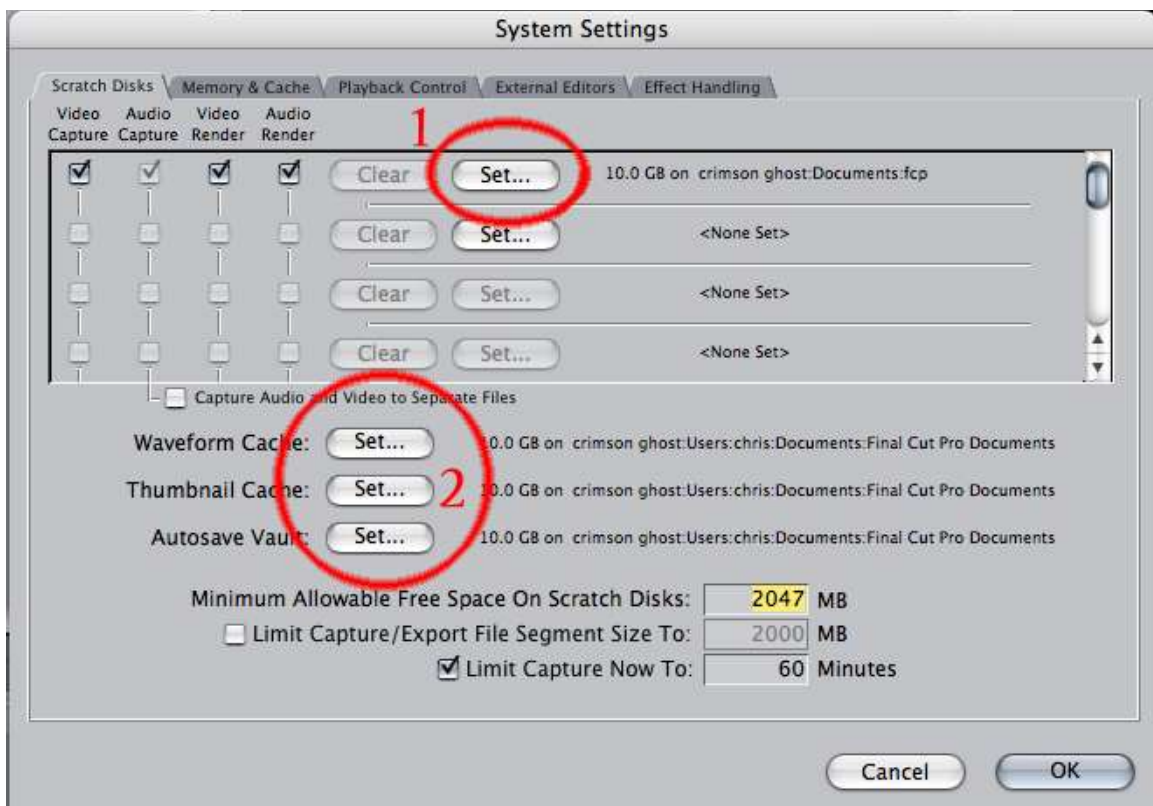 System Settings
Scratch Disks Memory & Cache Playback Control External Editors Effect Handling
Video Audio Video Audio
Capture Capture Render Render
1
Clear Set... 10.0 GB on crimson ghost:Documents:fcp
Clear Set... <None Set>
Clear Set... <None Set>
Clear Set... <None Set>
Capture Audio and Video to Separate Files
Waveform Cache: Set... 10.0 GB on crimson ghost:Users:chris:Documents:Final Cut Pro Documents
Thumbnail Cache: Set... 2 10.0 GB on crimson ghost:Users:chris:Documents:Final Cut Pro Documents
Autosave Vault: Set... 10.0 GB on crimson ghost:Users:chris:Documents:Final Cut Pro Documents
Minimum Allowable Free Space On Scratch Disks: 2047 MB
Limit Capture/Export File Segment Size To: 2000 MB
Limit Capture Now To: 60 Minutes
Cancel OK